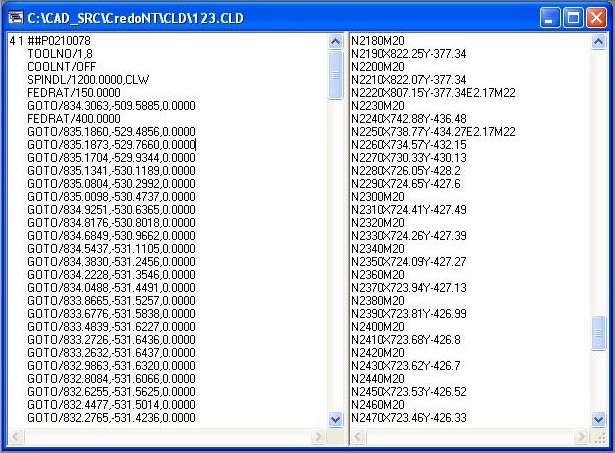 C:\CAD_SRC\CredoNT\CLD\123.CLD
4 1 ##P0210078
TOOLNO/1,8
COOLNT/OFF
SPINDL/1200.0000,CLW
FEDRAT/150.0000
GOTO/834.3063,-509.5885,0.0000
FEDRAT/400.0000
GOTO/835.1860,-529.4856,0.0000
GOTO/835.1873,-529.7660,0.0000
GOTO/835.1704,-529.9344,0.0000
GOTO/835.1341,-530.1189,0.0000
GOTO/835.0804,-530.2992,0.0000
GOTO/835.0098,-530.4737,0.0000
GOTO/834.9251,-530.6365,0.0000
GOTO/834.8176,-530.8018,0.0000
GOTO/834.6849,-530.9662,0.0000
GOTO/834.5437,-531.1105,0.0000
GOTO/834.3830,-531.2456,0.0000
GOTO/834.2228,-531.3546,0.0000
GOTO/834.0488,-531.4491,0.0000
GOTO/833.8665,-531.5257,0.0000
GOTO/833.6776,-531.5838,0.0000
GOTO/833.4839,-531.6227,0.0000
GOTO/833.2726,-531.6436,0.0000
GOTO/833.2632,-531.6437,0.0000
GOTO/832.9863,-531.6320,0.0000
GOTO/832.8084,-531.6066,0.0000
GOTO/832.6255,-531.5625,0.0000
GOTO/832.4477,-531.5014,0.0000
GOTO/832.2765,-531.4236,0.0000
N2180M20
N2190X822.25Y-377.34
N2200M20
N2210X822.07Y-377.34
N2220X807.15Y-377.34E2.17M22
N2230M20
N2240X742.88Y-436.48
N2250X738.77Y-434.27E2.17M22
N2260X734.57Y-432.15
N2270X730.33Y-430.13
N2280X726.05Y-428.2
N2290X724.65Y-427.6
N2300M20
N2310X724.41Y-427.49
N2320M20
N2330X724.26Y-427.39
N2340M20
N2350X724.09Y-427.27
N2360M20
N2370X723.94Y-427.13
N2380M20
N2390X723.81Y-426.99
N2400M20
N2410X723.68Y-426.8
N2420M20
N2430X723.62Y-426.7
N2440M20
N2450X723.53Y-426.52
N2460M20
N2470X723.46Y-426.33